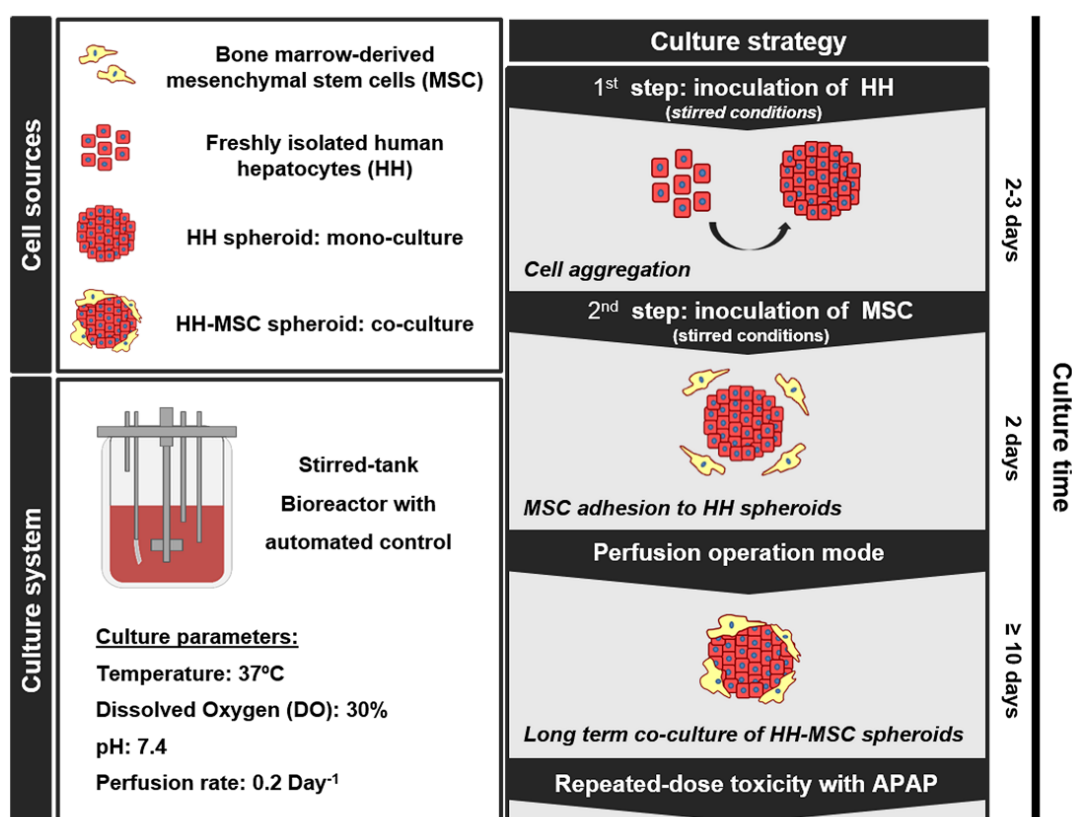 Cell sources
Bone marrow-derived
mesenchymal stem cells (MSC)
Freshly isolated human
hepatocytes (HH)
HH spheroid: mono-culture
HH-MSC spheroid: co-culture
Culture system
Stirred-tank
Bioreactor with
automated control
Culture parameters:
Temperature: 37ºC
Dissolved Oxygen (DO): 30%
pH: 7.4
Perfusion rate: 0.2 Day⁻¹
Culture strategy
1st step: inoculation of HH
(stirred conditions)
Cell aggregation
2-3 days
2nd step: inoculation of MSC
(stirred conditions)
MSC adhesion to HH spheroids
2 days
Perfusion operation mode
Long term co-culture of HH-MSC spheroids
≥ 10 days
Repeated-dose toxicity with APAP
Culture time